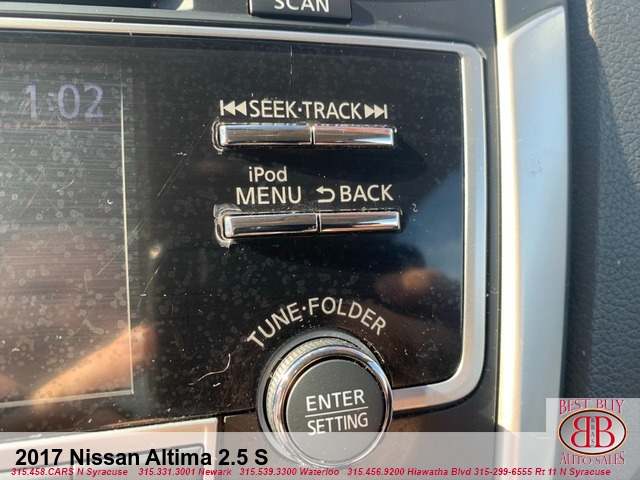 SCAN
1:02
SEEK·TRACK
iPod
MENU BACK
TUNE·FOLDER
ENTER
SETTING
BEST BUY
BB
AUTO SALES
2017 Nissan Altima 2.5 S
315.458.CARS N Syracuse 315.331.3001 Newark 315.539.3300 Waterloo 315.456.9200 Hiawatha Blvd 315-299-6555 Rt 11 N Syracuse